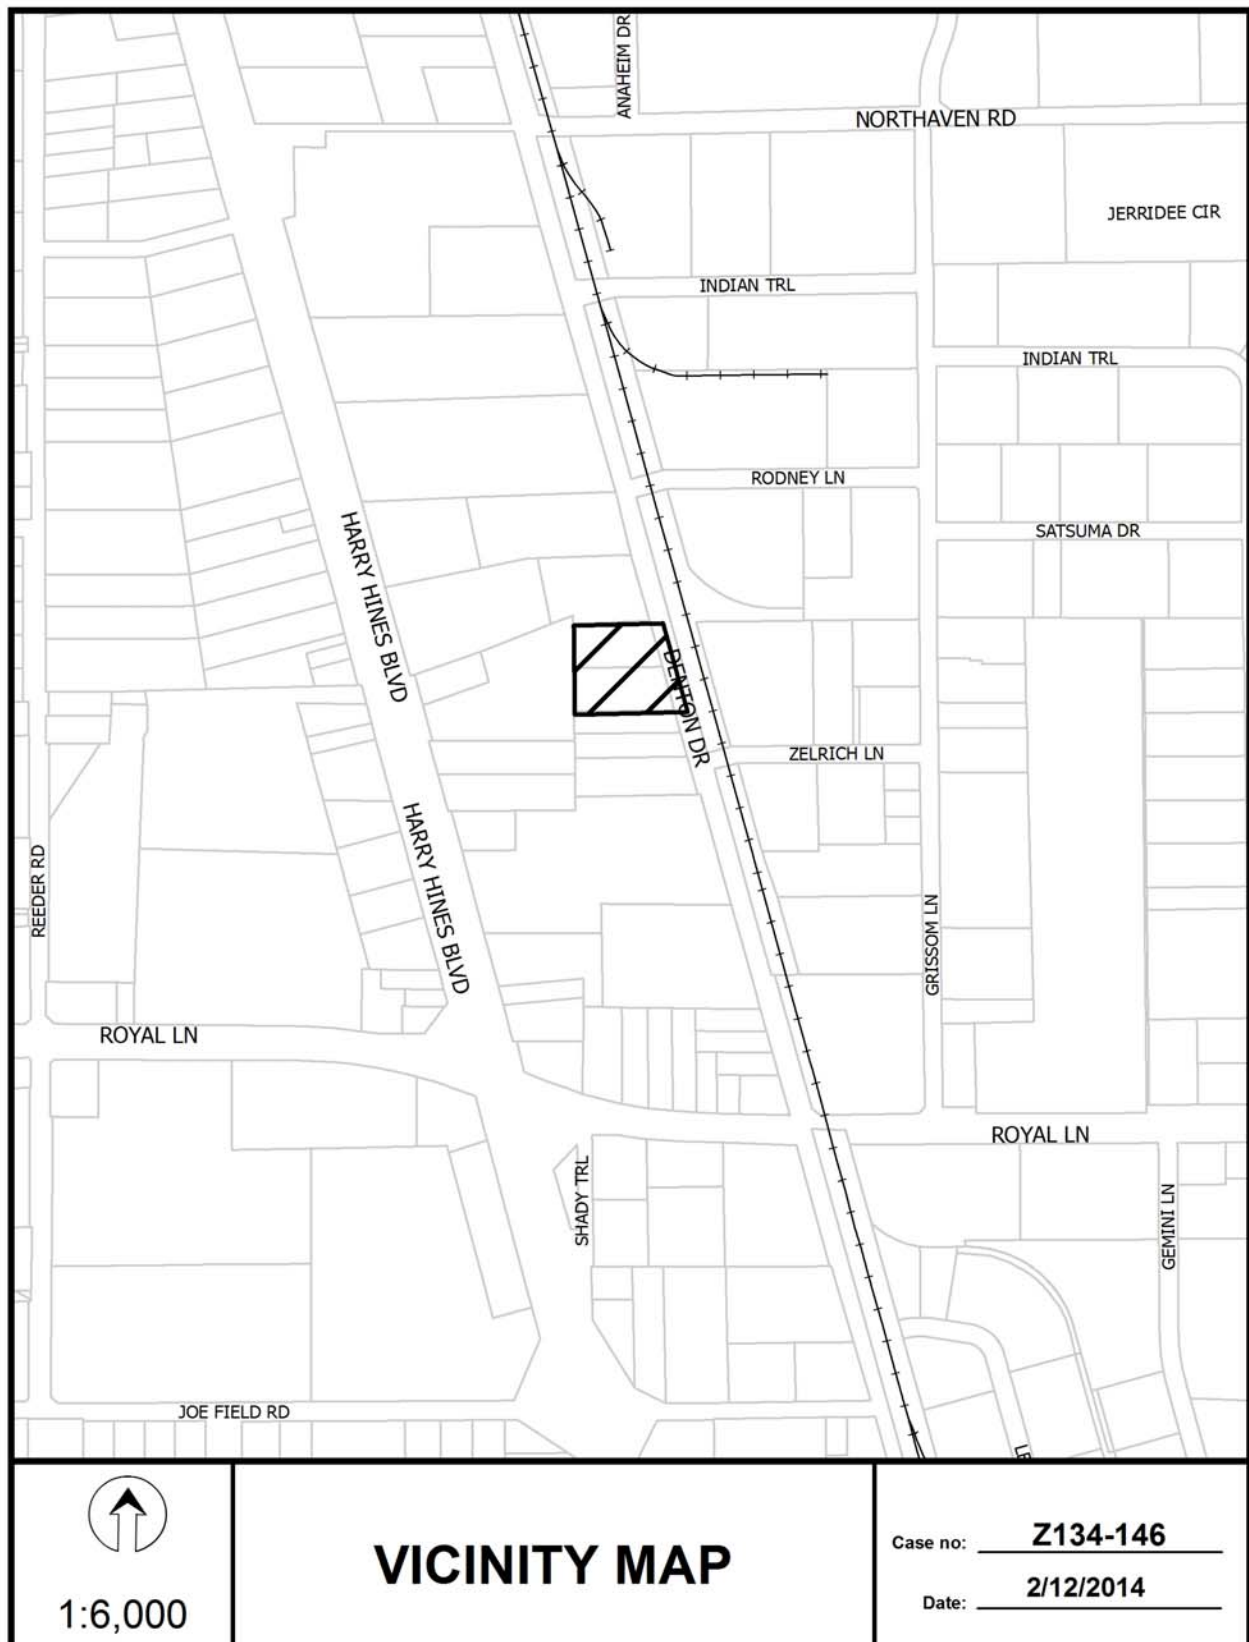 ANAHEIM DR
NORTHAVEN RD
JERRIDEE CIR
INDIAN TRL
INDIAN TRL
RODNEY LN
SATSUMA DR
HARRY HINES BLVD
DENTON DR
ZELRICH LN
HARRY HINES BLVD
REEDER RD
GRISSOM LN
ROYAL LN
ROYAL LN
SHADY TRL
GEMINI LN
JOE FIELD RD
1:6,000
VICINITY MAP
Case no: Z134-146
Date: 2/12/2014